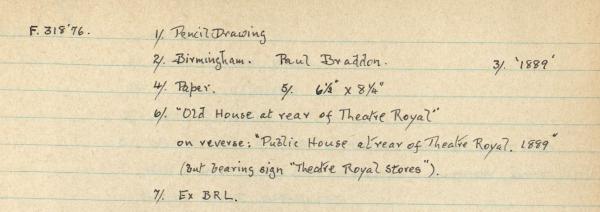 F. 318'76. 1/. Pencil Drawing
2/. Birmingham. Paul Braddon. 3/. '1889'
4/. Paper. 5/. 6½" x 8¼"
6/. "Old House at rear of Theatre Royal"
on reverse: "Public House at rear of Theatre Royal. 1889"
(but bearing sign "Theatre Royal Stores").
7/. Ex BRL.